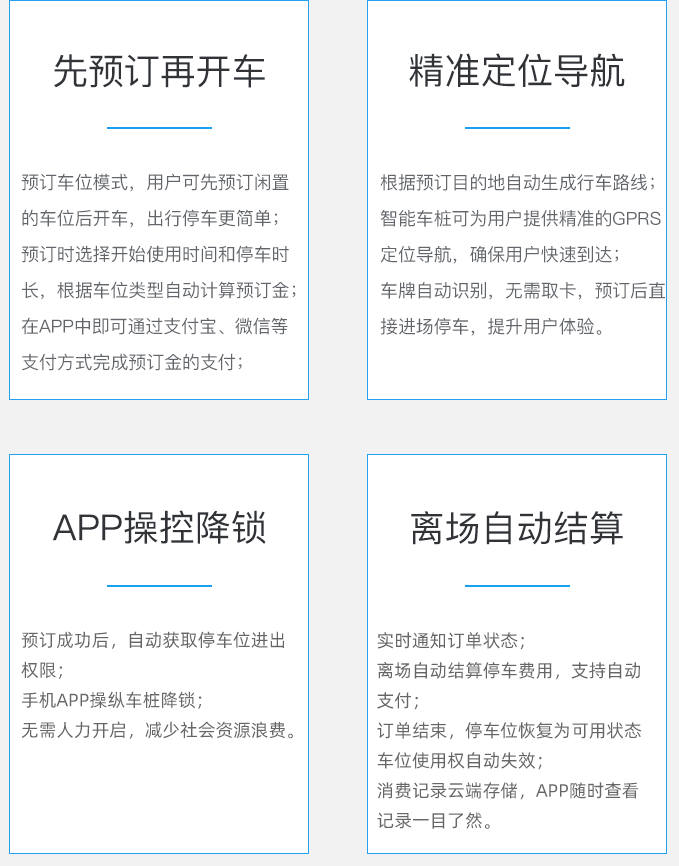 先预订再开车
预订车位模式，用户可先预订闲置
的车位后开车，出行停车更简单；
预订时选择开始使用时间和停车时
长，根据车位类型自动计算预订金；
在APP中即可通过支付宝、微信等
支付方式完成预订金的支付；
精准定位导航
根据预订目的地自动生成行车路线；
智能车桩可为用户提供精准的GPRS
定位导航，确保用户快速到达；
车牌自动识别，无需取卡，预订后直
接进场停车，提升用户体验。
APP操控降锁
预订成功后，自动获取停车位进出
权限；
手机APP操纵车桩降锁；
无需人力开启，减少社会资源浪费。
离场自动结算
实时通知订单状态；
离场自动结算停车费用，支持自动
支付；
订单结束，停车位恢复为可用状态
车位使用权自动失效；
消费记录云端存储，APP随时查看
记录一目了然。